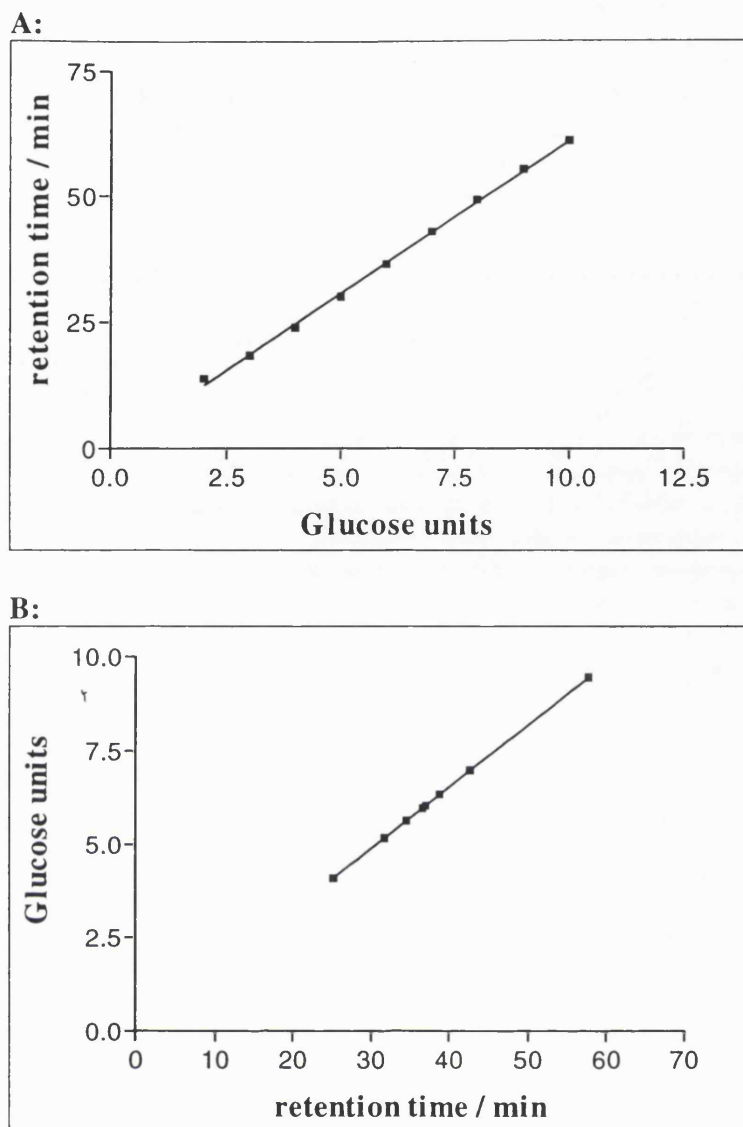 A:
75
50
25
0
retention time / min
0.0 2.5 5.0 7.5 10.0 12.5
Glucose units
B:
10.0
7.5
5.0
2.5
0.0
Glucose units
0 10 20 30 40 50 60 70
retention time / min